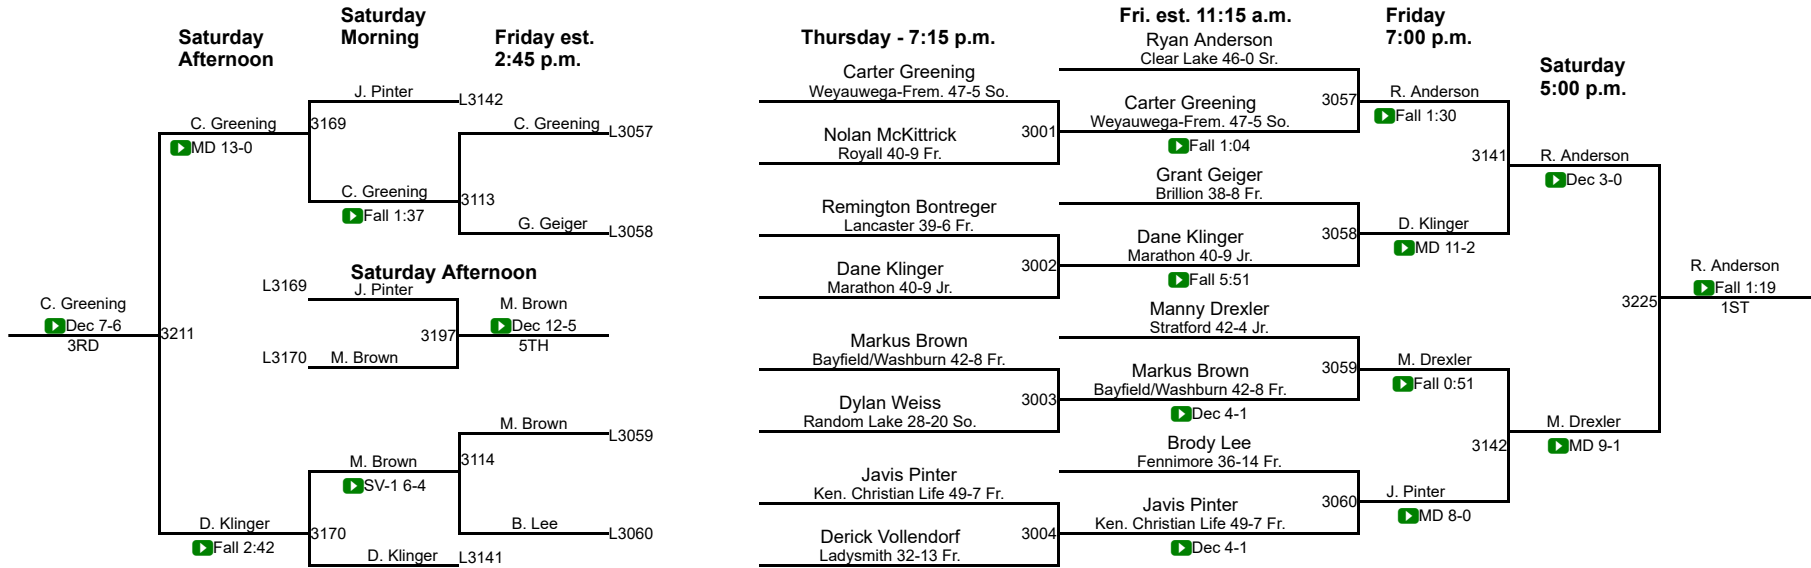 Saturday
Afternoon
Saturday
Morning
Friday est.
2:45 p.m.
J. Pinter
L3142
C. Greening
3169
MD 13-0
C. Greening
L3057
C. Greening
3113
Fall 1:37
G. Geiger
L3058
Saturday Afternoon
L3169
J. Pinter
C. Greening
Dec 7-6
3RD
3211
M. Brown
3197
Dec 12-5
5TH
L3170
M. Brown
M. Brown
L3059
M. Brown
3114
SV-1 6-4
D. Klinger
3170
Fall 2:42
B. Lee
L3060
D. Klinger
L3141
Thursday - 7:15 p.m.
Carter Greening
Weyauwega-Frem. 47-5 So.
Nolan McKittrick
3001
Royall 40-9 Fr.
Remington Bontreger
Lancaster 39-6 Fr.
Dane Klinger
3002
Marathon 40-9 Jr.
Markus Brown
Bayfield/Washburn 42-8 Fr.
Dylan Weiss
3003
Random Lake 28-20 So.
Javis Pinter
Ken. Christian Life 49-7 Fr.
Derick Vollendorf
3004
Ladysmith 32-13 Fr.
Fri. est. 11:15 a.m.
Ryan Anderson
Clear Lake 46-0 Sr.
Carter Greening
3057
Weyauwega-Frem. 47-5 So.
Fall 1:04
Grant Geiger
Brillion 38-8 Fr.
Dane Klinger
3058
Marathon 40-9 Jr.
Fall 5:51
Manny Drexler
Stratford 42-4 Jr.
Markus Brown
3059
Bayfield/Washburn 42-8 Fr.
Dec 4-1
Brody Lee
Fennimore 36-14 Fr.
Javis Pinter
3060
Ken. Christian Life 49-7 Fr.
Dec 4-1
Friday
7:00 p.m.
R. Anderson
Fall 1:30
3141
D. Klinger
MD 11-2
M. Drexler
Fall 0:51
3142
J. Pinter
MD 8-0
Saturday
5:00 p.m.
R. Anderson
Dec 3-0
3225
M. Drexler
MD 9-1
R. Anderson
Fall 1:19
1ST